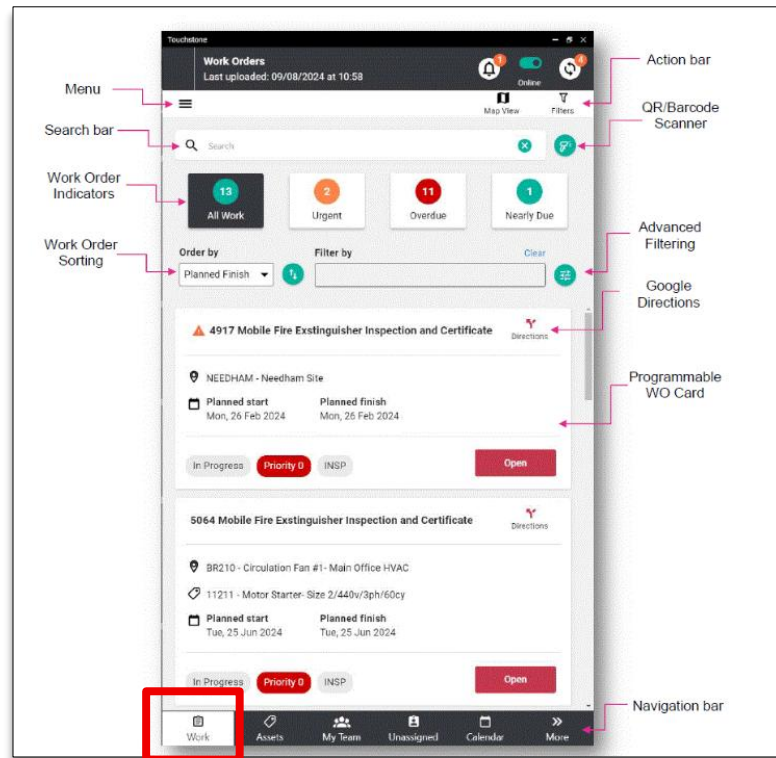 Touchstone
Work Orders
Last uploaded: 09/08/2024 at 10:58
1
Online
4
Action bar
Menu
Map View
Filters
QR/Barcode
Scanner
Search bar
Search
Work Order
Indicators
13
All Work
2
Urgent
11
Overdue
1
Nearly Due
Work Order
Sorting
Order by
Planned Finish
Filter by
Clear
Advanced
Filtering
Google
Directions
4917 Mobile Fire Exstinguisher Inspection and Certificate
Directions
NEEDHAM - Needham Site
Planned start
Mon, 26 Feb 2024
Planned finish
Mon, 26 Feb 2024
Programmable
WO Card
In Progress
Priority 0
INSP
Open
5064 Mobile Fire Exstinguisher Inspection and Certificate
Directions
BR210 - Circulation Fan #1- Main Office HVAC
11211 - Motor Starter- Size 2/440v/3ph/60cy
Planned start
Tue, 25 Jun 2024
Planned finish
Tue, 25 Jun 2024
In Progress
Priority 0
INSP
Open
Navigation bar
Work
Assets
My Team
Unassigned
Calendar
More